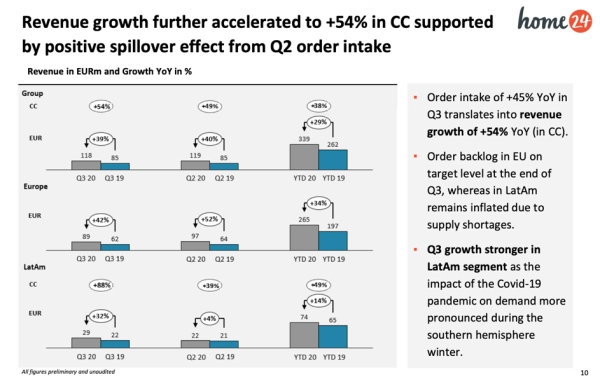 Revenue growth further accelerated to +54% in CC supported
by positive spillover effect from Q2 order intake
home24
Revenue in EURm and Growth YoY in %
Group
CC
+54%
+49%
+38%
EUR
+39%
+40%
+29%
118
85
119
85
339
262
Q3 20 Q3 19
Q2 20 Q2 19
YTD 20 YTD 19
Europe
EUR
+42%
+52%
+34%
89
62
97
64
265
197
Q3 20 Q3 19
Q2 20 Q2 19
YTD 20 YTD 19
LatAm
CC
+88%
+39%
+49%
EUR
+32%
+4%
+14%
29
22
22
21
74
65
Q3 20 Q3 19
Q2 20 Q2 19
YTD 20 YTD 19
▪ Order intake of +45% YoY in
Q3 translates into revenue
growth of +54% YoY (in CC).
▪ Order backlog in EU on
target level at the end of
Q3, whereas in LatAm
remains inflated due to
supply shortages.
▪ Q3 growth stronger in
LatAm segment as the
impact of the Covid-19
pandemic on demand more
pronounced during the
southern hemisphere
winter.
All figures preliminary and unaudited
10